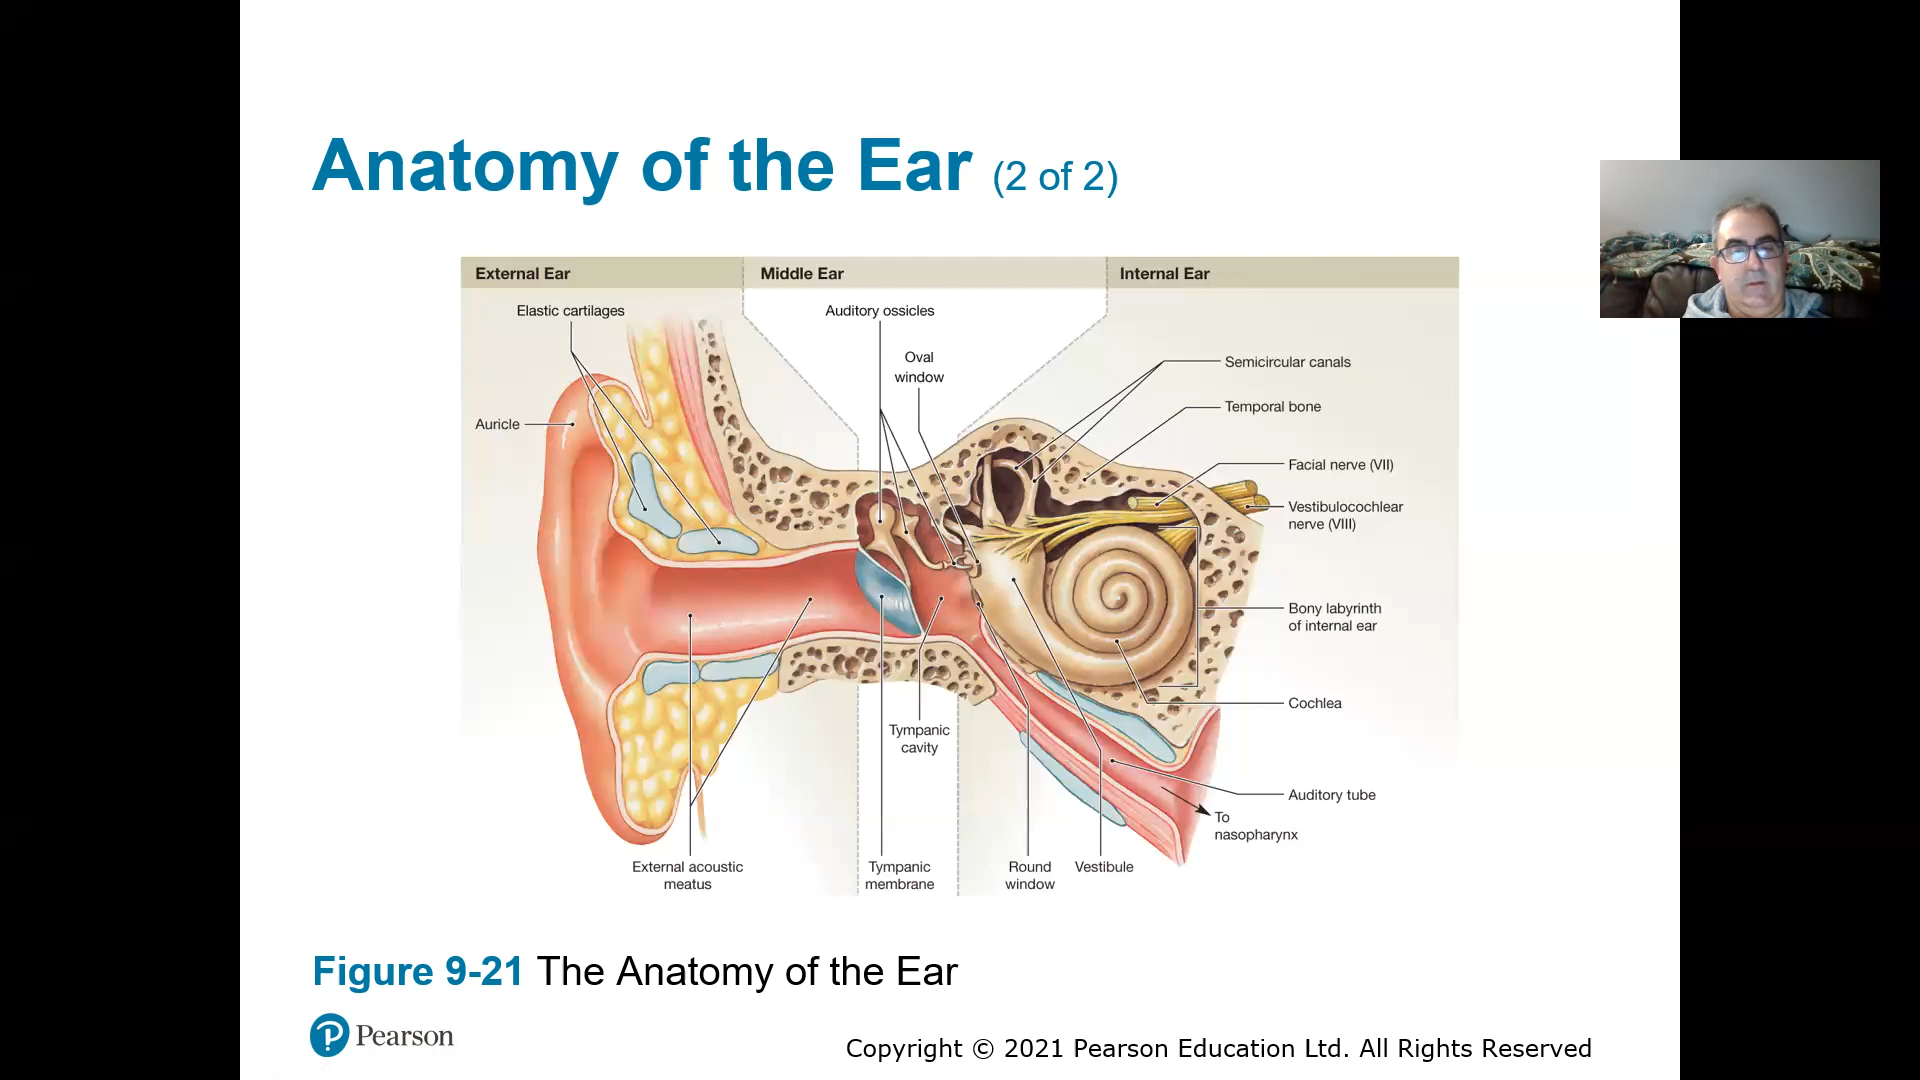 Anatomy of the Ear (2 of 2)
External Ear
Middle Ear
Internal Ear
Elastic cartilages
Auditory ossicles
Oval
window
Semicircular canals
Temporal bone
Auricle
Facial nerve (VII)
Vestibulocochlear
nerve (VIII)
Bony labyrinth
of internal ear
Cochlea
Tympanic
cavity
Auditory tube
To
nasopharynx
External acoustic
meatus
Tympanic
membrane
Round
window
Vestibule
Figure 9-21 The Anatomy of the Ear
P Pearson
Copyright © 2021 Pearson Education Ltd. All Rights Reserved